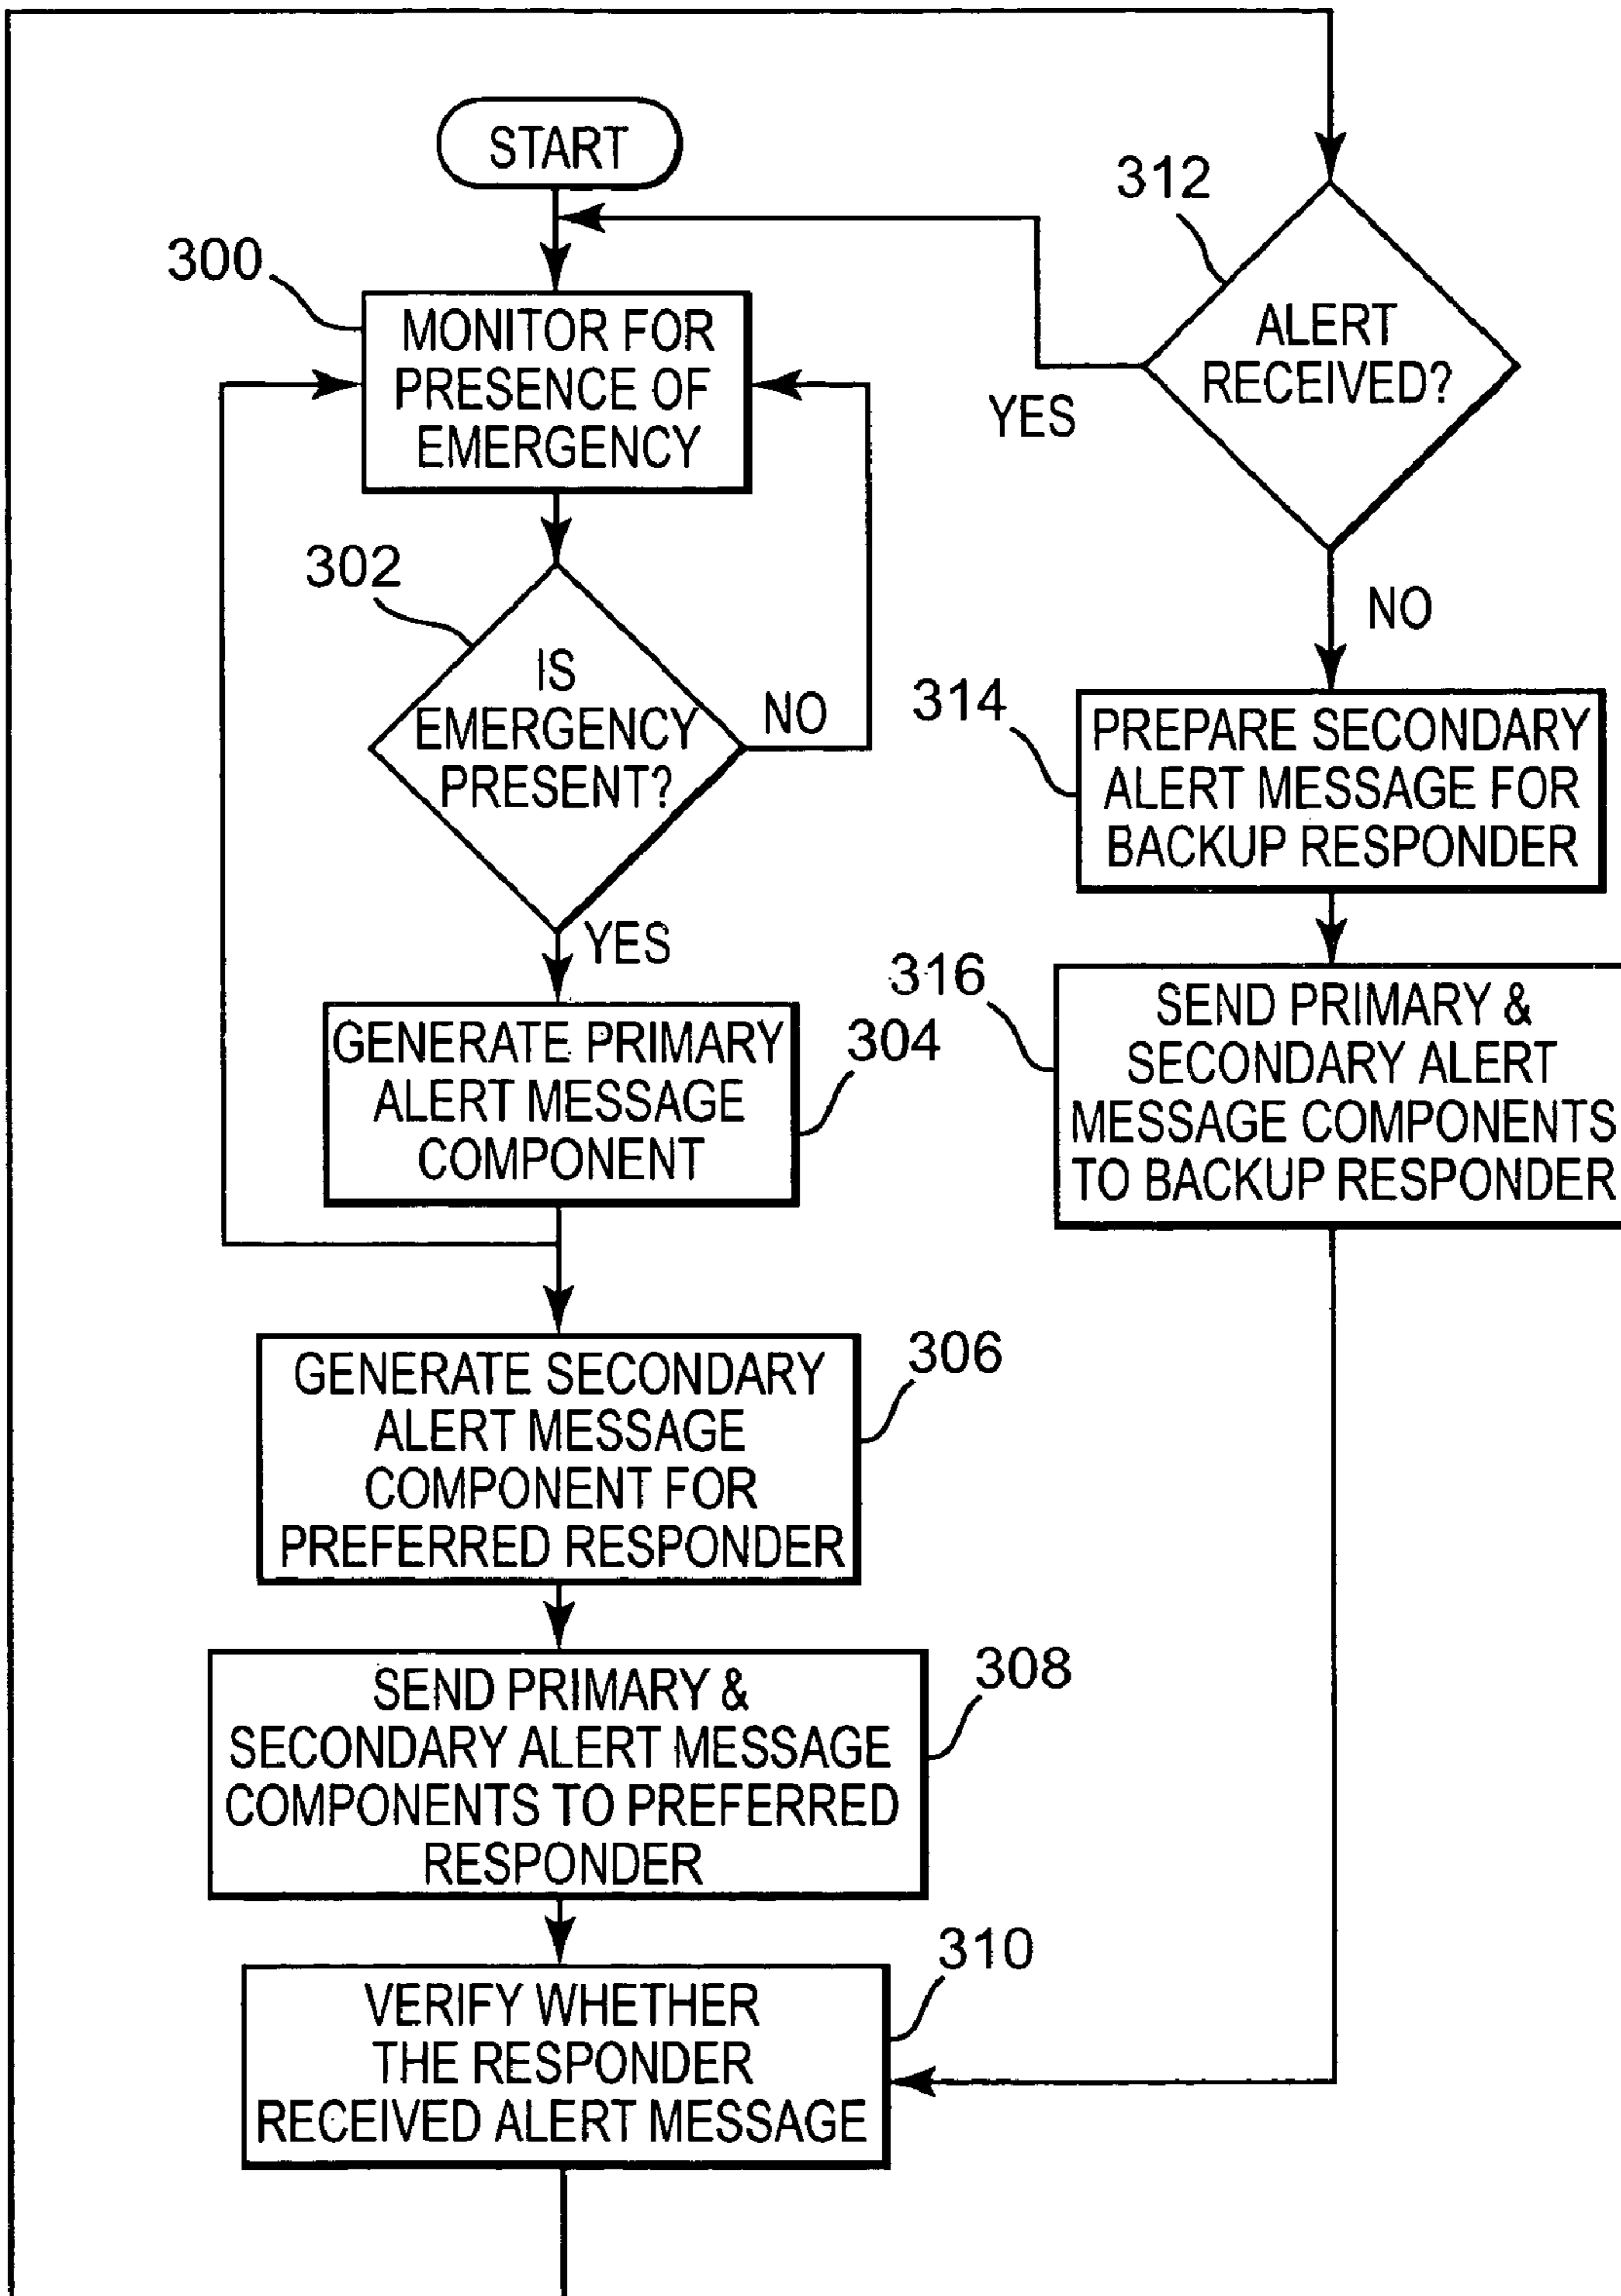 START
300
MONITOR FOR
PRESENCE OF
EMERGENCY
302
IS
EMERGENCY
PRESENT?
NO
YES
GENERATE PRIMARY
ALERT MESSAGE
COMPONENT
304
GENERATE SECONDARY
ALERT MESSAGE
COMPONENT FOR
PREFERRED RESPONDER
306
SEND PRIMARY &
SECONDARY ALERT MESSAGE
COMPONENTS TO PREFERRED
RESPONDER
308
VERIFY WHETHER
THE RESPONDER
RECEIVED ALERT MESSAGE
310
312
ALERT
RECEIVED?
YES
NO
314
PREPARE SECONDARY
ALERT MESSAGE FOR
BACKUP RESPONDER
316
SEND PRIMARY &
SECONDARY ALERT
MESSAGE COMPONENTS
TO BACKUP RESPONDER